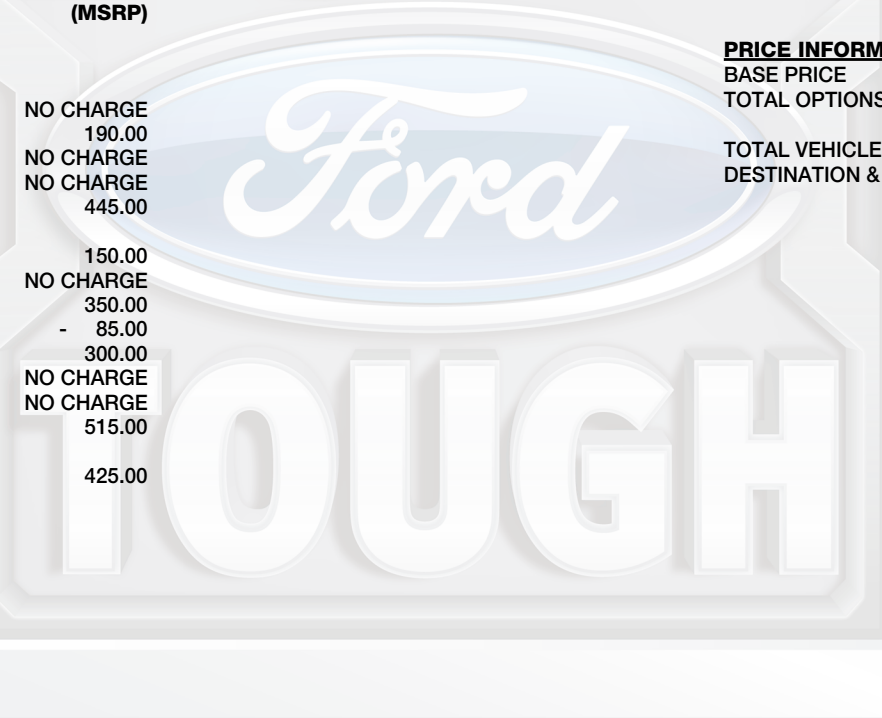 (MSRP)
NO CHARGE
190.00
NO CHARGE
NO CHARGE
445.00
150.00
NO CHARGE
350.00
- 85.00
300.00
NO CHARGE
NO CHARGE
515.00
425.00
PRICE INFORM
BASE PRICE
TOTAL OPTIONS
TOTAL VEHICLE
DESTINATION &
Ford
TOUGH